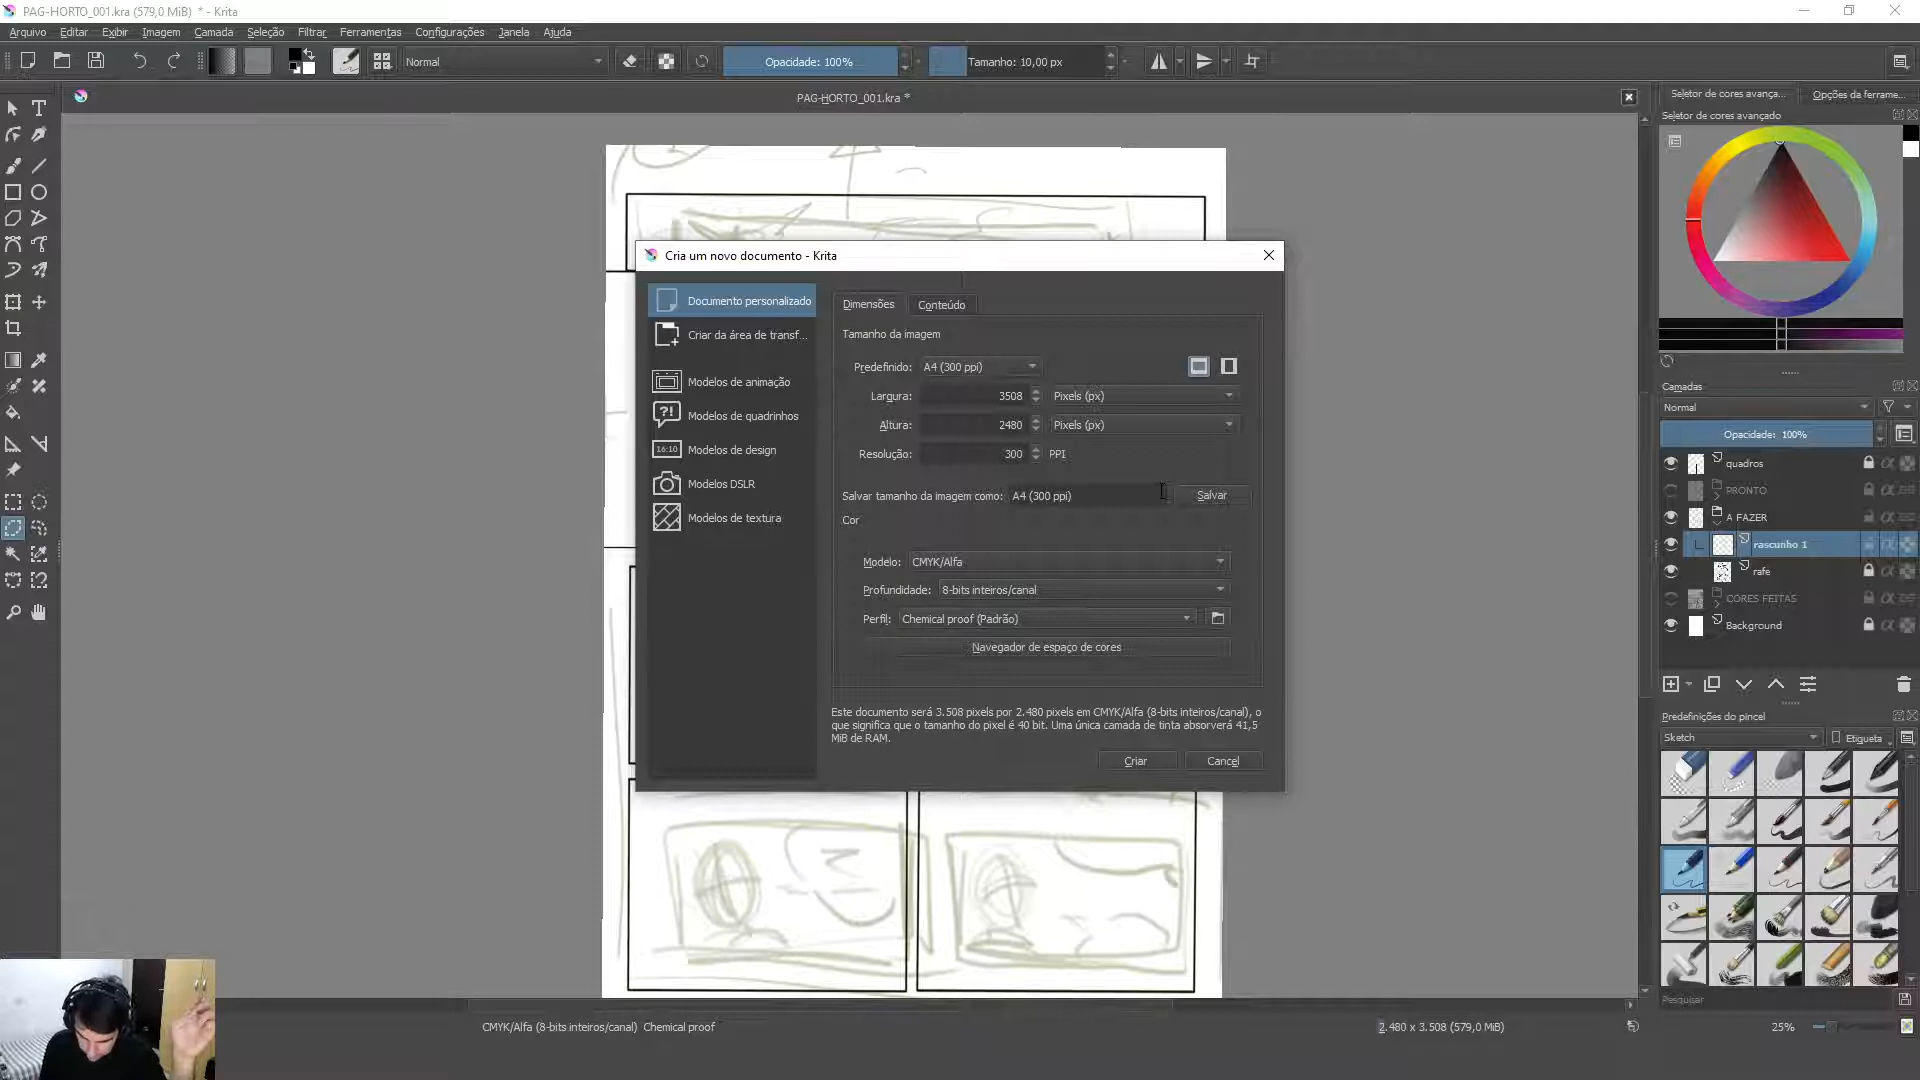 PAG-HORTO_001.kra (579,0 MiB) * - Krita
Arquivo Editar Exibir Imagem Camada Seleção Filtrar Ferramentas Configurações Janela Ajuda
Normal
Opacidade: 100%
Tamanho: 10,00 px
PAG-HORTO_001.kra *
Seletor de cores avança...
Opções da ferrame...
Seletor de cores avançado
Cria um novo documento - Krita
Documento personalizado
Criar da área de transf...
Modelos de animação
Modelos de quadrinhos
16:10 Modelos de design
Modelos DSLR
Modelos de textura
Dimensões Conteúdo
Tamanho da imagem
Predefinido: A4 (300 ppi)
Largura: 3508 Pixels (px)
Altura: 2480 Pixels (px)
Resolução: 300 PPI
Salvar tamanho da imagem como: A4 (300 ppi) Salvar
Cor
Modelo: CMYK/Alfa
Profundidade: 8-bits inteiros/canal
Perfil: Chemical proof (Padrão)
Navegador de espaço de cores
Este documento será 3.508 pixels por 2.480 pixels em CMYK/Alfa (8-bits inteiros/canal), o
que significa que o tamanho do pixel é 40 bit. Uma única camada de tinta absorverá 41,5
MiB de RAM.
Criar Cancel
Camadas
Normal
Opacidade: 100%
quadros
PRONTO
A FAZER
rascunho 1
rafe
CORES FEITAS
Background
Predefinições do pincel
Sketch Etiqueta
Pesquisar
CMYK/Alfa (8-bits inteiros/canal) Chemical proof
2.480 x 3.508 (579,0 MiB)
25%